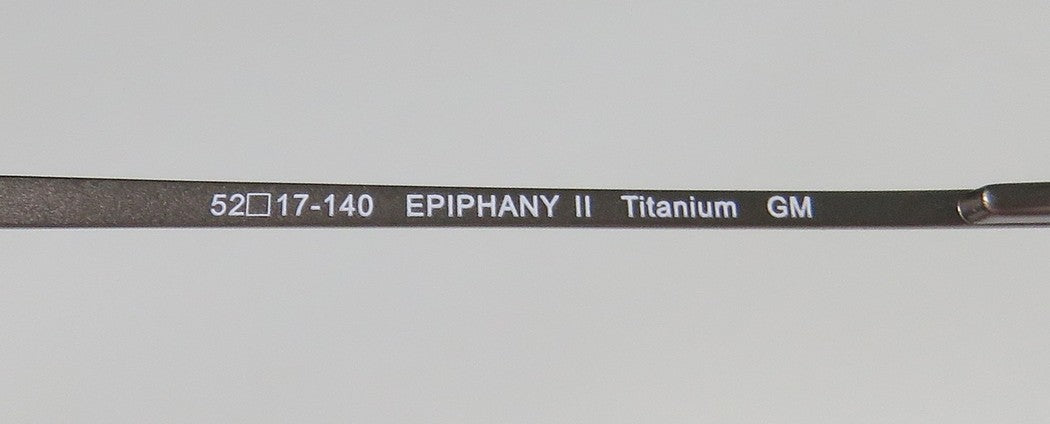 52□17-140 EPIPHANY II Titanium GM